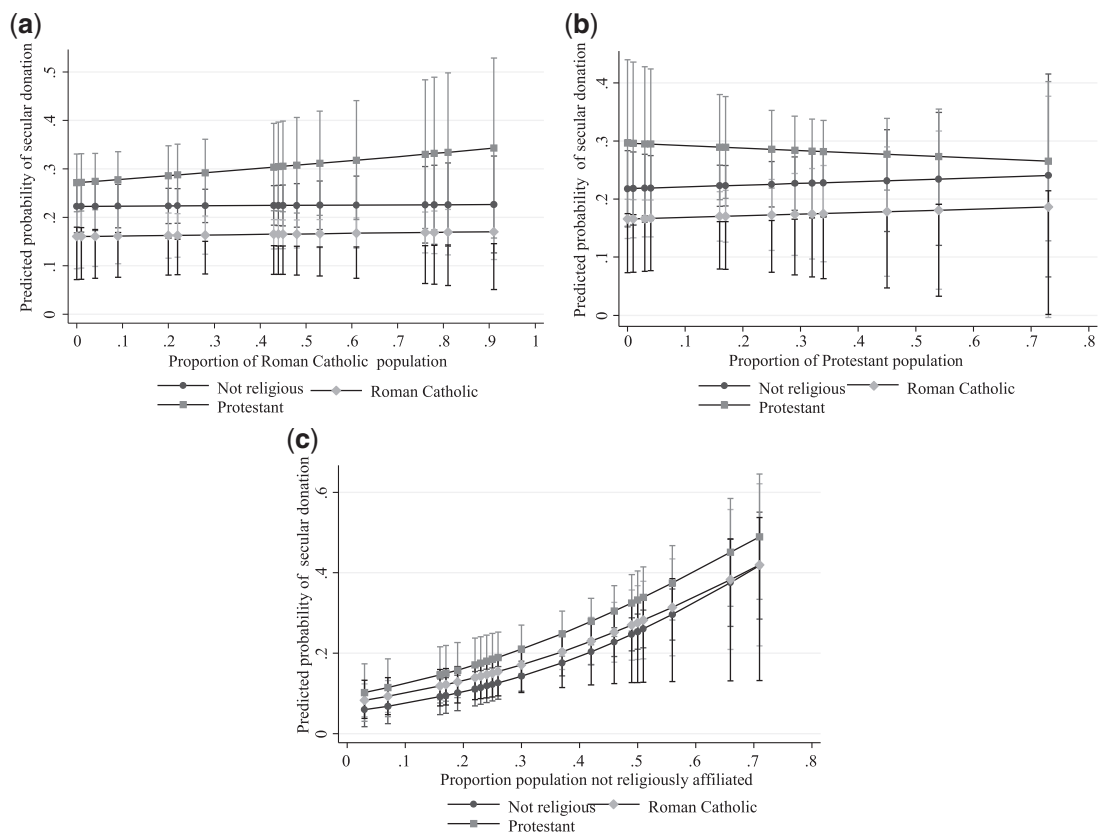 (a)
Predicted probability of secular donation
.5
.4
.3
.2
.1
0
0 .1 .2 .3 .4 .5 .6 .7 .8 .9 1
Proportion of Roman Catholic population
Not religious Roman Catholic
Protestant
(b)
Predicted probability of secular donation
.4
.3
.2
.1
0
0 .1 .2 .3 .4 .5 .6 .7 .8
Proportion of Protestant population
Not religious Roman Catholic
Protestant
(c)
Predicted probability of secular donation
.6
.4
.2
0
0 .1 .2 .3 .4 .5 .6 .7 .8
Proportion population not religiously affiliated
Not religious Roman Catholic
Protestant